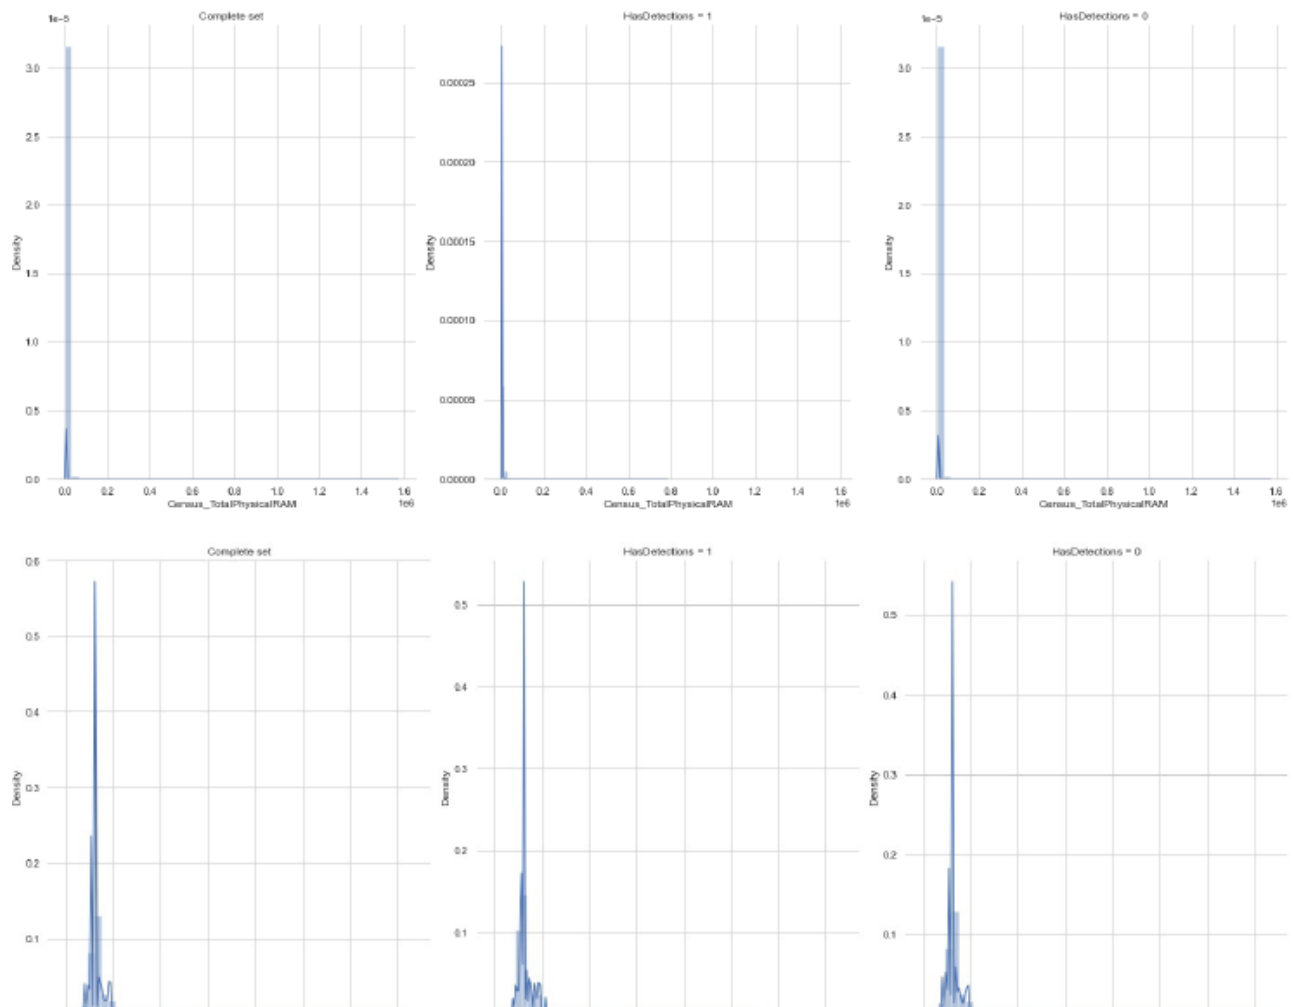 Complete set
HasDetections = 1
HasDetections = 0
1e-5
1e-5
3.0
2.5
2.0
1.5
1.0
0.5
0.0
Density
0.0 0.2 0.4 0.6 0.8 1.0 1.2 1.4 1.6
1e6
Census_TotalPhysicalRAM
0.00025
0.00020
0.00015
0.00010
0.00005
0.00000
Density
0.0 0.2 0.4 0.6 0.8 1.0 1.2 1.4 1.6
1e6
Census_TotalPhysicalRAM
3.0
2.5
2.0
1.5
1.0
0.5
0.0
Density
0.0 0.2 0.4 0.6 0.8 1.0 1.2 1.4 1.6
1e6
Census_TotalPhysicalRAM
Complete set
HasDetections = 1
HasDetections = 0
0.6
0.5
0.4
0.3
0.2
0.1
Density
0.5
0.4
0.3
0.2
0.1
Density
0.5
0.4
0.3
0.2
0.1
Density